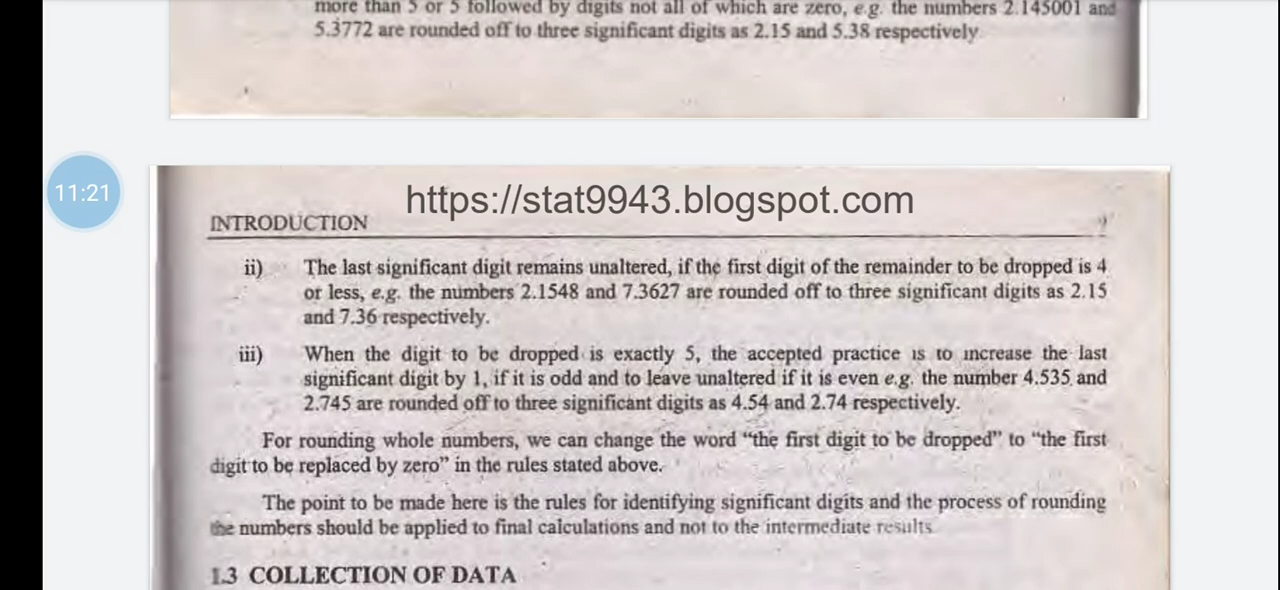 more than 5 or 5 followed by digits not all of which are zero, e.g. the numbers 2.145001 and
5.3772 are rounded off to three significant digits as 2.15 and 5.38 respectively
11:21
https://stat9943.blogspot.com
INTRODUCTION
ii) The last significant digit remains unaltered, if the first digit of the remainder to be dropped is 4
or less, e.g. the numbers 2.1548 and 7.3627 are rounded off to three significant digits as 2.15
and 7.36 respectively.
iii) When the digit to be dropped is exactly 5, the accepted practice is to increase the last
significant digit by 1, if it is odd and to leave unaltered if it is even e.g. the number 4.535 and
2.745 are rounded off to three significant digits as 4.54 and 2.74 respectively.
For rounding whole numbers, we can change the word “the first digit to be dropped” to “the first
digit to be replaced by zero” in the rules stated above.
The point to be made here is the rules for identifying significant digits and the process of rounding
the numbers should be applied to final calculations and not to the intermediate results
1.3 COLLECTION OF DATA